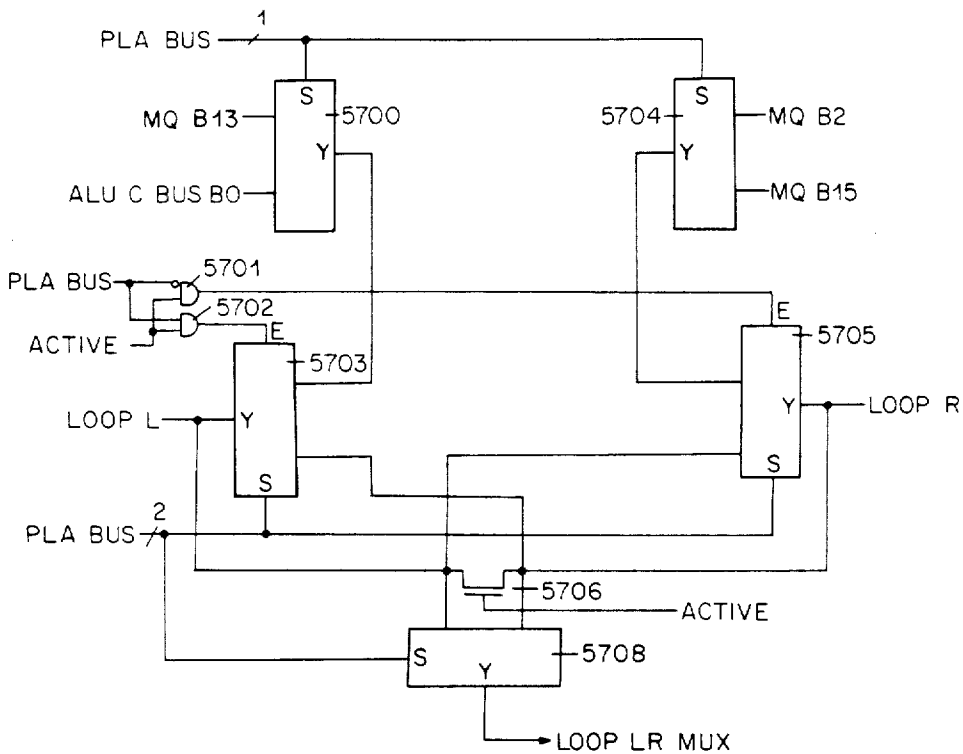 1
PLA BUS
S
5700
MQ B13
Y
ALU C BUS B0
S
5704
MQ B2
Y
MQ B15
PLA BUS
5701
5702
ACTIVE
E
5703
LOOP L
Y
S
E
5705
Y
LOOP R
S
2
PLA BUS
5706
ACTIVE
S
Y
5708
LOOP LR MUX